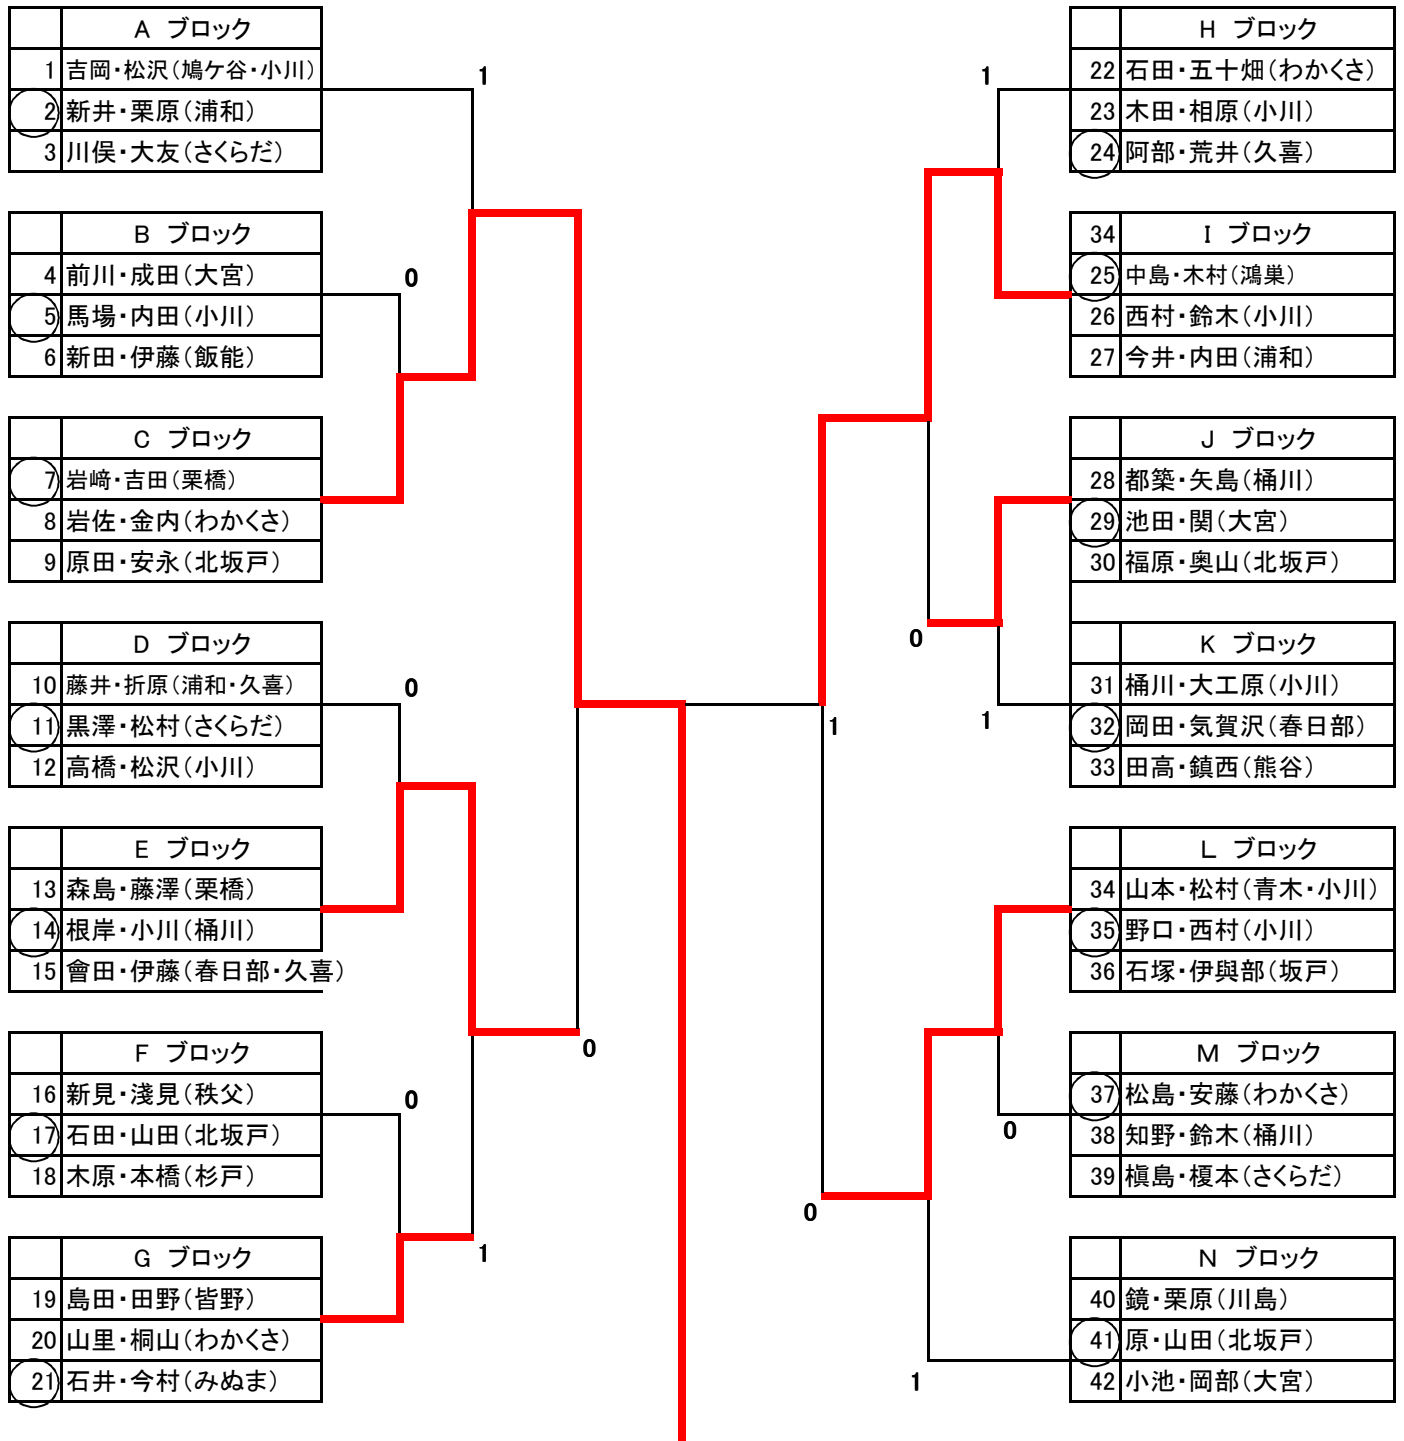 A ブロック
1 吉岡・松沢(鳩ケ谷・小川)
2 新井・栗原(浦和)
3 川俣・大友(さくらだ)
1
B ブロック
4 前川・成田(大宮)
5 馬場・内田(小川)
6 新田・伊藤(飯能)
0
C ブロック
7 岩﨑・吉田(栗橋)
8 岩佐・金内(わかくさ)
9 原田・安永(北坂戸)
D ブロック
10 藤井・折原(浦和・久喜)
11 黒澤・松村(さくらだ)
12 高橋・松沢(小川)
0
E ブロック
13 森島・藤澤(栗橋)
14 根岸・小川(桶川)
15 會田・伊藤(春日部・久喜)
0
F ブロック
16 新見・淺見(秩父)
17 石田・山田(北坂戸)
18 木原・本橋(杉戸)
0
G ブロック
19 島田・田野(皆野)
20 山里・桐山(わかくさ)
21 石井・今村(みぬま)
1
H ブロック
22 石田・五十畑(わかくさ)
23 木田・相原(小川)
24 阿部・荒井(久喜)
1
34 I ブロック
25 中島・木村(鴻巣)
26 西村・鈴木(小川)
27 今井・内田(浦和)
J ブロック
28 都築・矢島(桶川)
29 池田・関(大宮)
30 福原・奥山(北坂戸)
0
K ブロック
31 桶川・大工原(小川)
32 岡田・気賀沢(春日部)
33 田高・鎮西(熊谷)
1
1
L ブロック
34 山本・松村(青木・小川)
35 野口・西村(小川)
36 石塚・伊與部(坂戸)
M ブロック
37 松島・安藤(わかくさ)
38 知野・鈴木(桶川)
39 槇島・榎本(さくらだ)
0
0
N ブロック
40 鏡・栗原(川島)
41 原・山田(北坂戸)
42 小池・岡部(大宮)
1